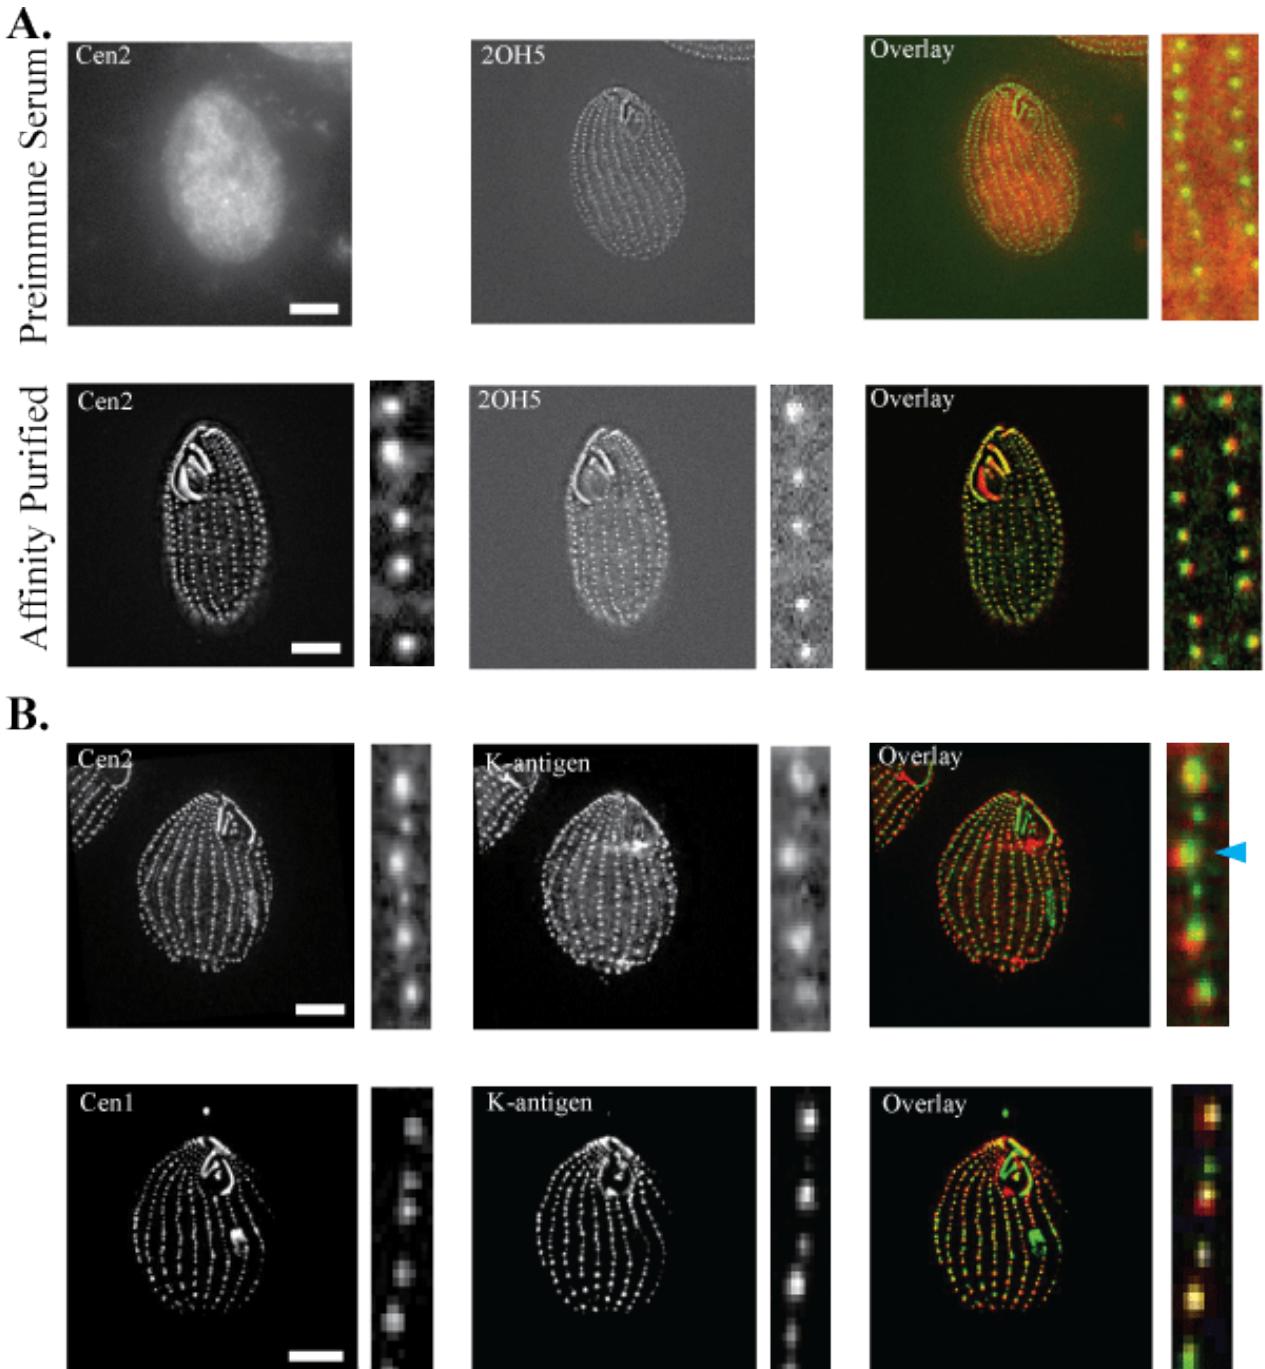 A.
Preimmune Serum
Cen2
2OH5
Overlay
Affinity Purified
Cen2
2OH5
Overlay
B.
Cen2
K-antigen
Overlay
Cen1
K-antigen
Overlay